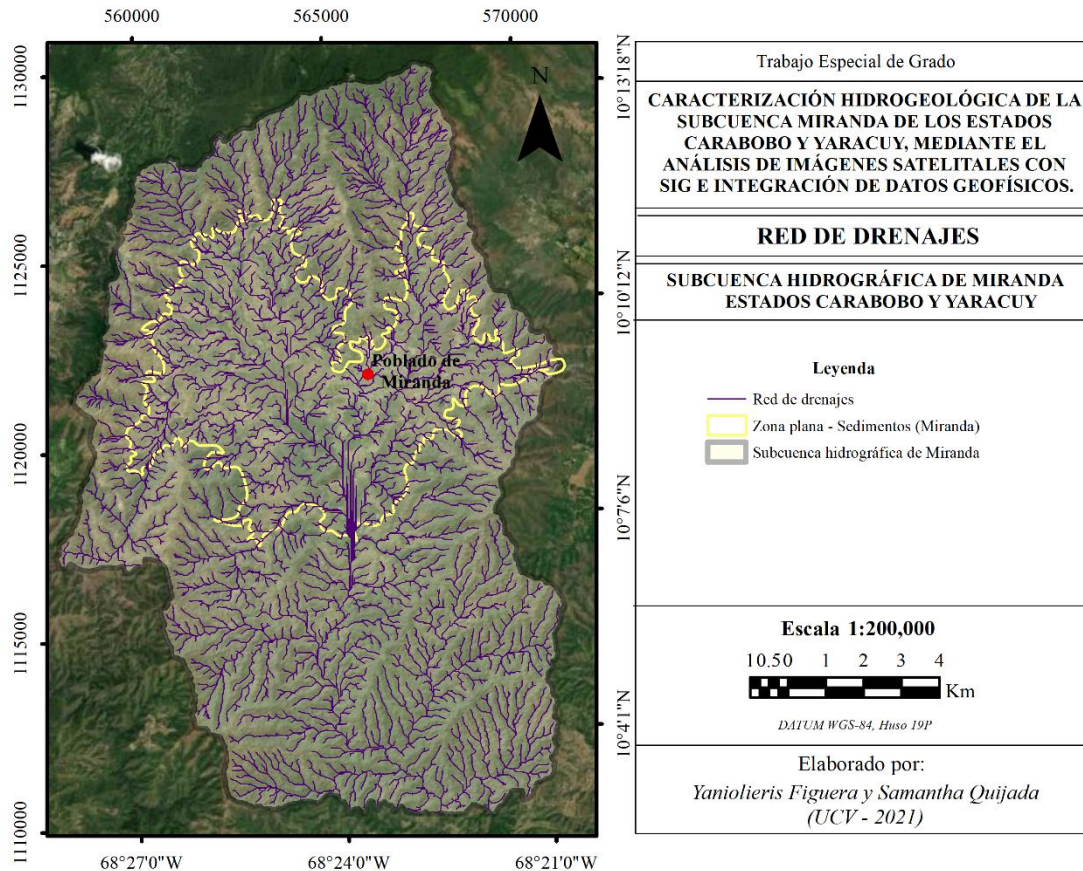 560000
565000
570000
1130000
1125000
1120000
1115000
1110000
N
Poblado de
Miranda
10°13'18"N
10°10'12"N
10°7'6"N
10°4'1"N
68°27'0"W
68°24'0"W
68°21'0"W
Trabajo Especial de Grado
CARACTERIZACIÓN HIDROGEOLÓGICA DE LA
SUBCUENCA MIRANDA DE LOS ESTADOS
CARABOBO Y YARACUY, MEDIANTE EL
ANÁLISIS DE IMÁGENES SATELITALES CON
SIG E INTEGRACIÓN DE DATOS GEOFÍSICOS.
RED DE DRENAJES
SUBCUENCA HIDROGRÁFICA DE MIRANDA
ESTADOS CARABOBO Y YARACUY
Leyenda
Red de drenajes
Zona plana - Sedimentos (Miranda)
Subcuenca hidrográfica de Miranda
Escala 1:200,000
10.50 1 2 3 4
Km
DATUM WGS-84, Huso 19P
Elaborado por:
Yaniolieris Figuera y Samantha Quijada
(UCV - 2021)